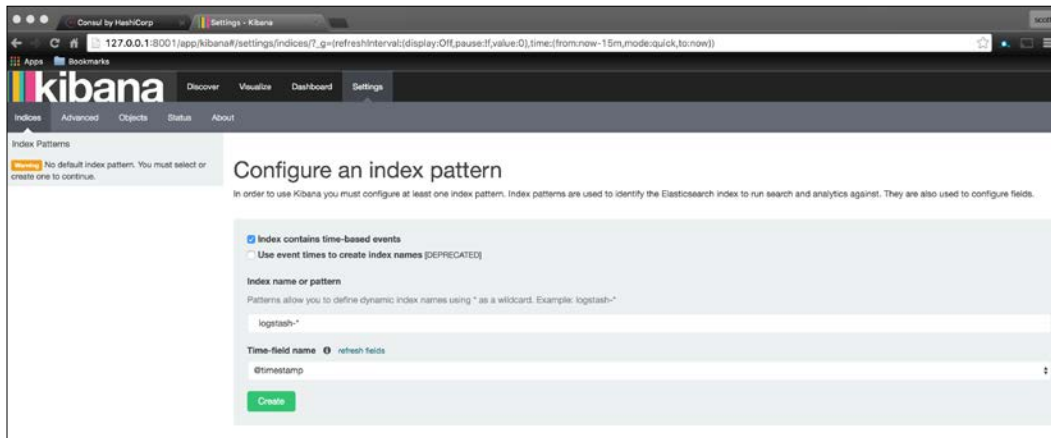 Consul by HashiCorp
Settings - Kibana
scott
127.0.0.1:8001/app/kibana#/settings/indices/?_g=(refreshInterval:(display:Off,pause:!f,value:0),time:(from:now-15m,mode:quick,to:now))
Apps Bookmarks
kibana
Discover Visualize Dashboard Settings
Indices Advanced Objects Status About
Index Patterns
Warning No default index pattern. You must select or
create one to continue.
Configure an index pattern
In order to use Kibana you must configure at least one index pattern. Index patterns are used to identify the Elasticsearch index to run search and analytics against. They are also used to configure fields.
Index contains time-based events
Use event times to create index names [DEPRECATED]
Index name or pattern
Patterns allow you to define dynamic index names using * as a wildcard. Example: logstash-*
logstash-*
Time-field name refresh fields
@timestamp
Create